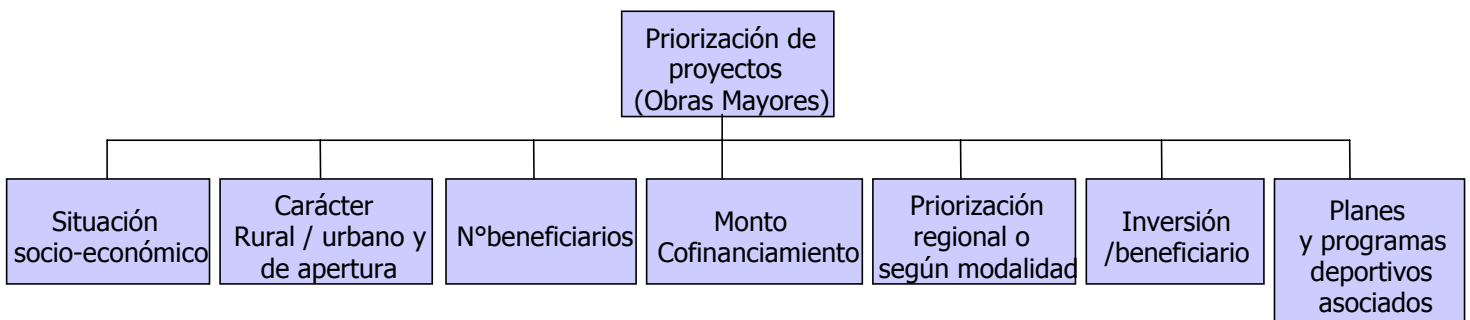 Priorización de
proyectos
(Obras Mayores)
Situación
socio-económico
Carácter
Rural / urbano y
de apertura
N°beneficiarios
Monto
Cofinanciamiento
Priorización
regional o
según modalidad
Inversión
/beneficiario
Planes
y programas
deportivos
asociados